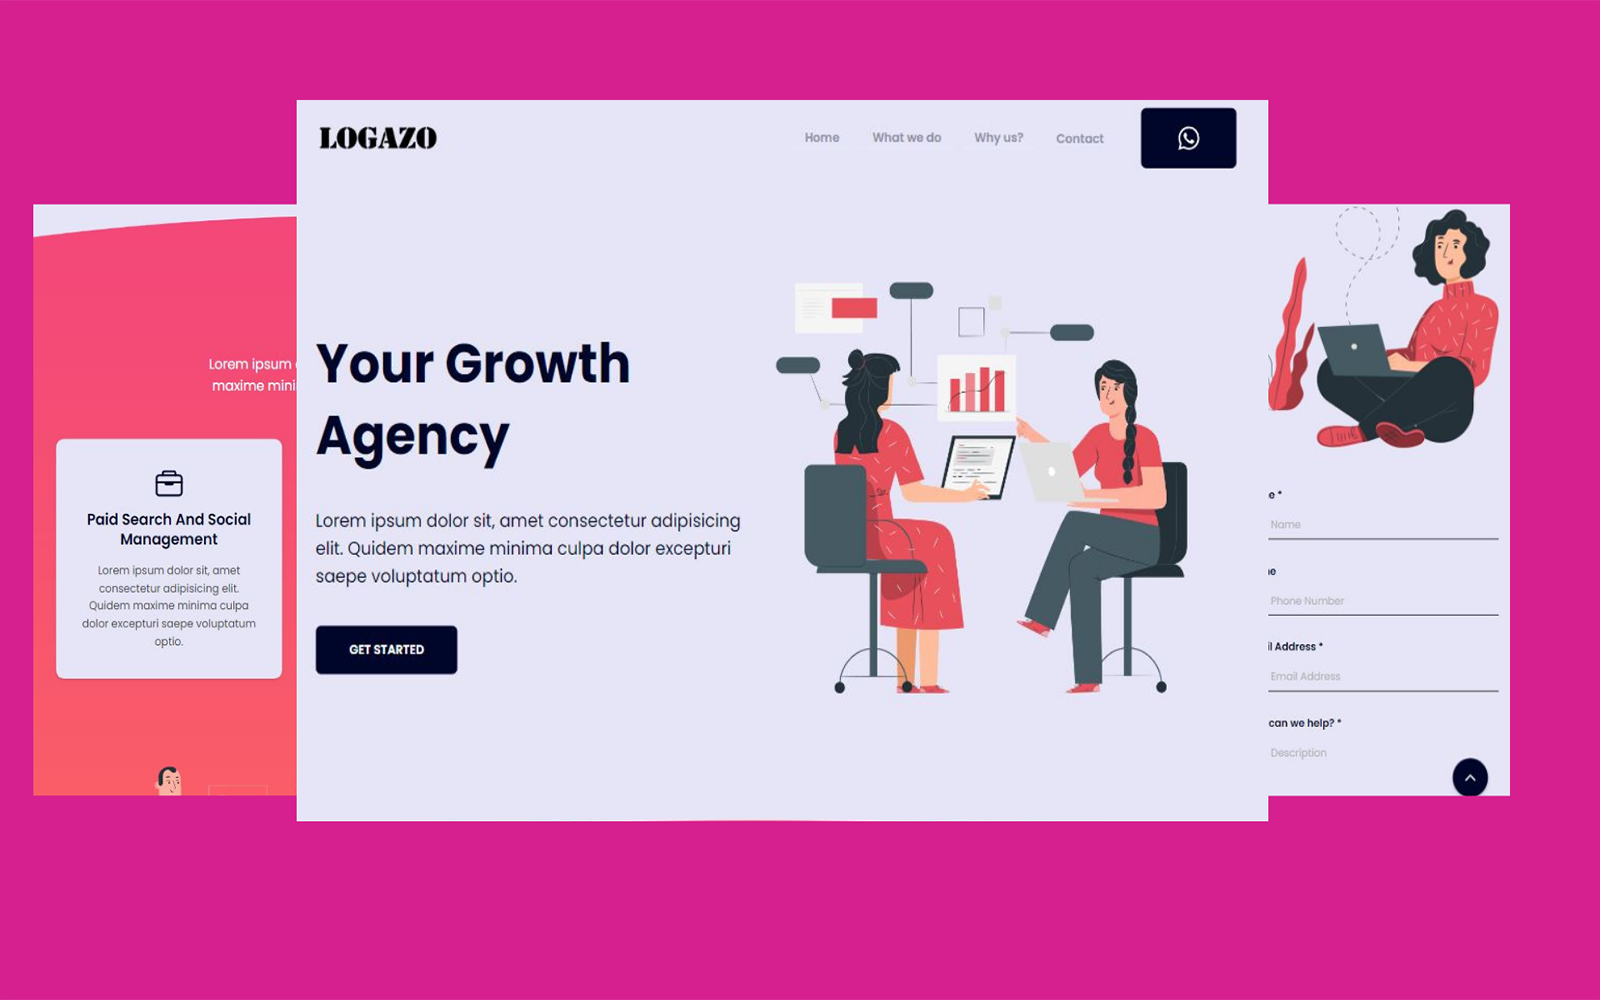 LOGAZO
Home
What we do
Why us?
Contact
Your Growth
Agency
Lorem ipsum dolor sit, amet consectetur adipisicing
elit. Quidem maxime minima culpa dolor excepturi
saepe voluptatum optio.
GET STARTED
Lorem ipsum
maxime mini
Paid Search And Social
Management
Lorem ipsum dolor sit, amet
consectetur adipisicing elit.
Quidem maxime minima culpa
dolor excepturi saepe voluptatum
optio.
e *
Name
ne
Phone Number
il Address *
Email Address
can we help? *
Description